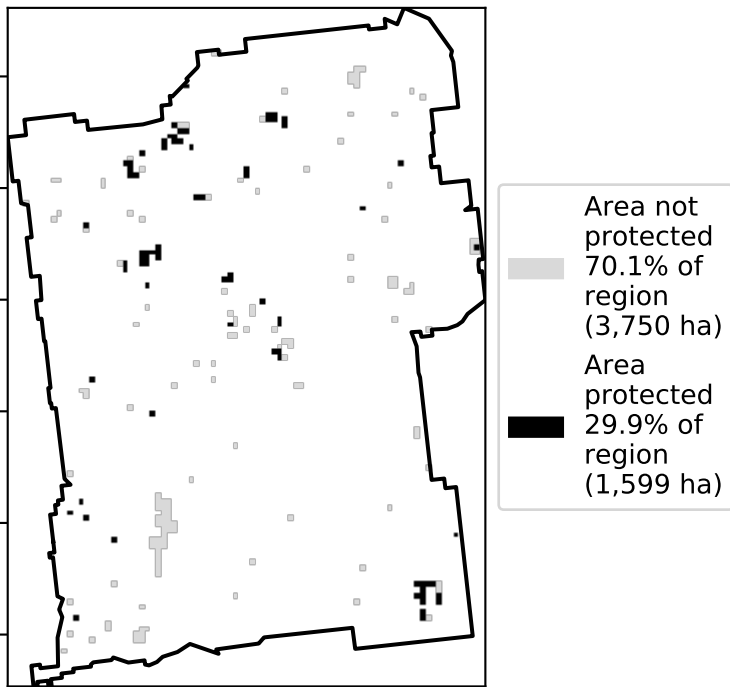 Area not
protected
70.1% of
region
(3,750 ha)
Area
protected
29.9% of
region
(1,599 ha)